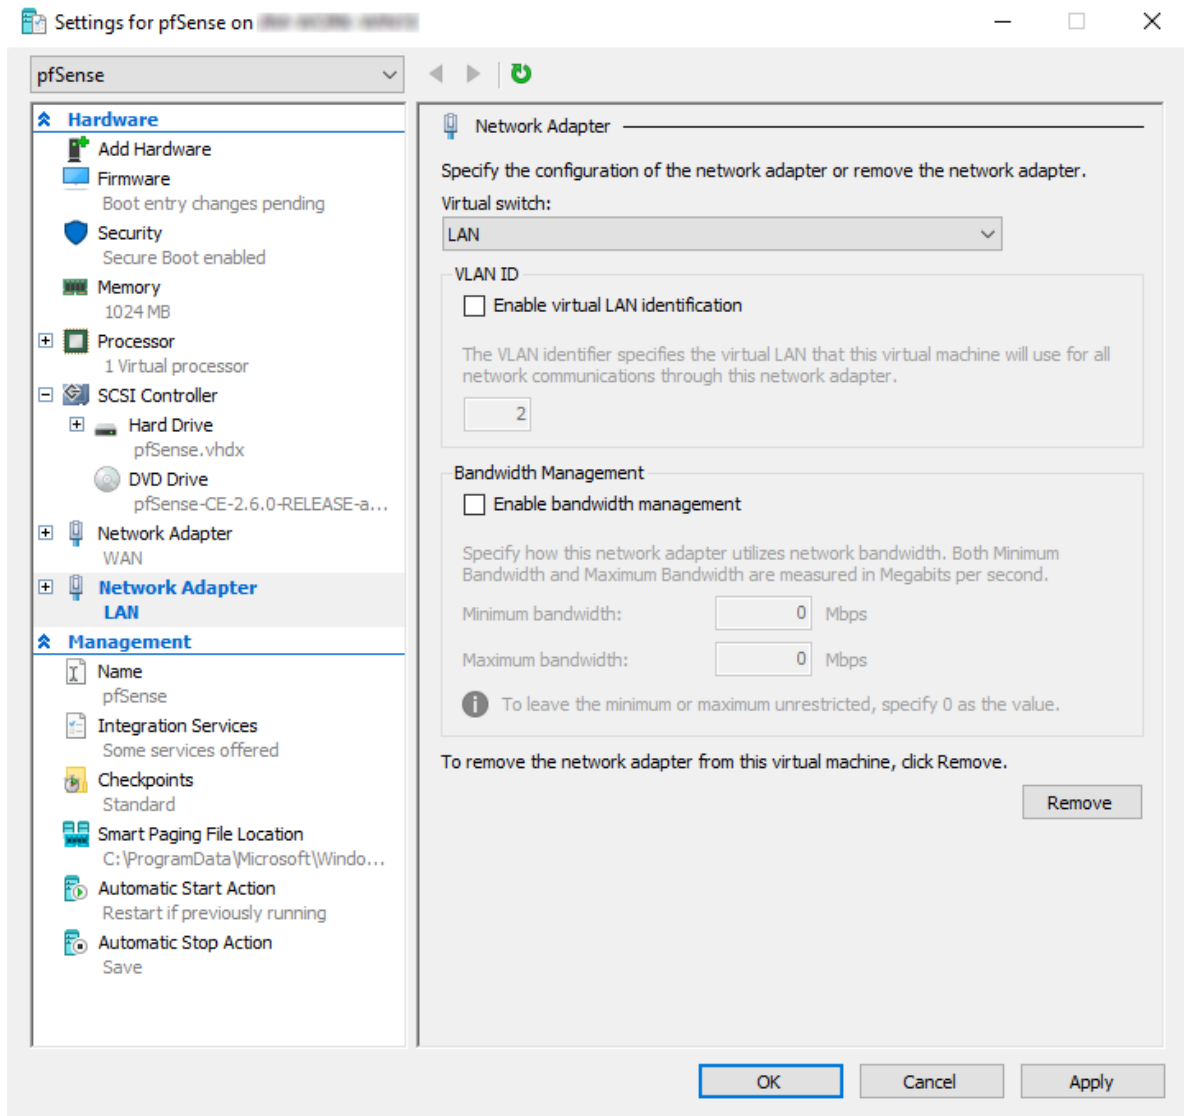 Settings for pfSense on
pfSense
Hardware
Add Hardware
Firmware
Boot entry changes pending
Security
Secure Boot enabled
Memory
1024 MB
Processor
1 Virtual processor
SCSI Controller
Hard Drive
pfSense.vhdx
DVD Drive
pfSense-CE-2.6.0-RELEASE-a...
Network Adapter
WAN
Network Adapter
LAN
Management
Name
pfSense
Integration Services
Some services offered
Checkpoints
Standard
Smart Paging File Location
C:\ProgramData\Microsoft\Windo...
Automatic Start Action
Restart if previously running
Automatic Stop Action
Save
Network Adapter
Specify the configuration of the network adapter or remove the network adapter.
Virtual switch:
LAN
VLAN ID
Enable virtual LAN identification
The VLAN identifier specifies the virtual LAN that this virtual machine will use for all
network communications through this network adapter.
2
Bandwidth Management
Enable bandwidth management
Specify how this network adapter utilizes network bandwidth. Both Minimum
Bandwidth and Maximum Bandwidth are measured in Megabits per second.
Minimum bandwidth: 0 Mbps
Maximum bandwidth: 0 Mbps
To leave the minimum or maximum unrestricted, specify 0 as the value.
To remove the network adapter from this virtual machine, click Remove.
Remove
OK Cancel Apply